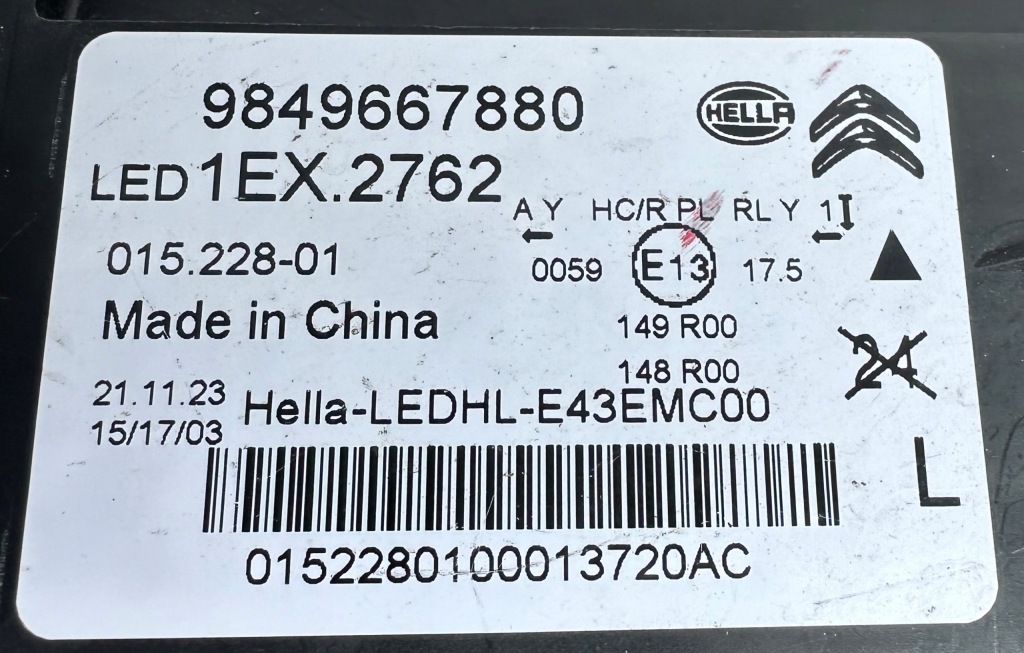 9849667880
HELLA
LED 1EX.2762
A Y HC/R PL RL Y 1
015.228-01
0059 E13 17.5
Made in China
149 R00
148 R00
24
21.11.23
15/17/03
Hella-LEDHL-E43EMC00
L
0152280100013720AC